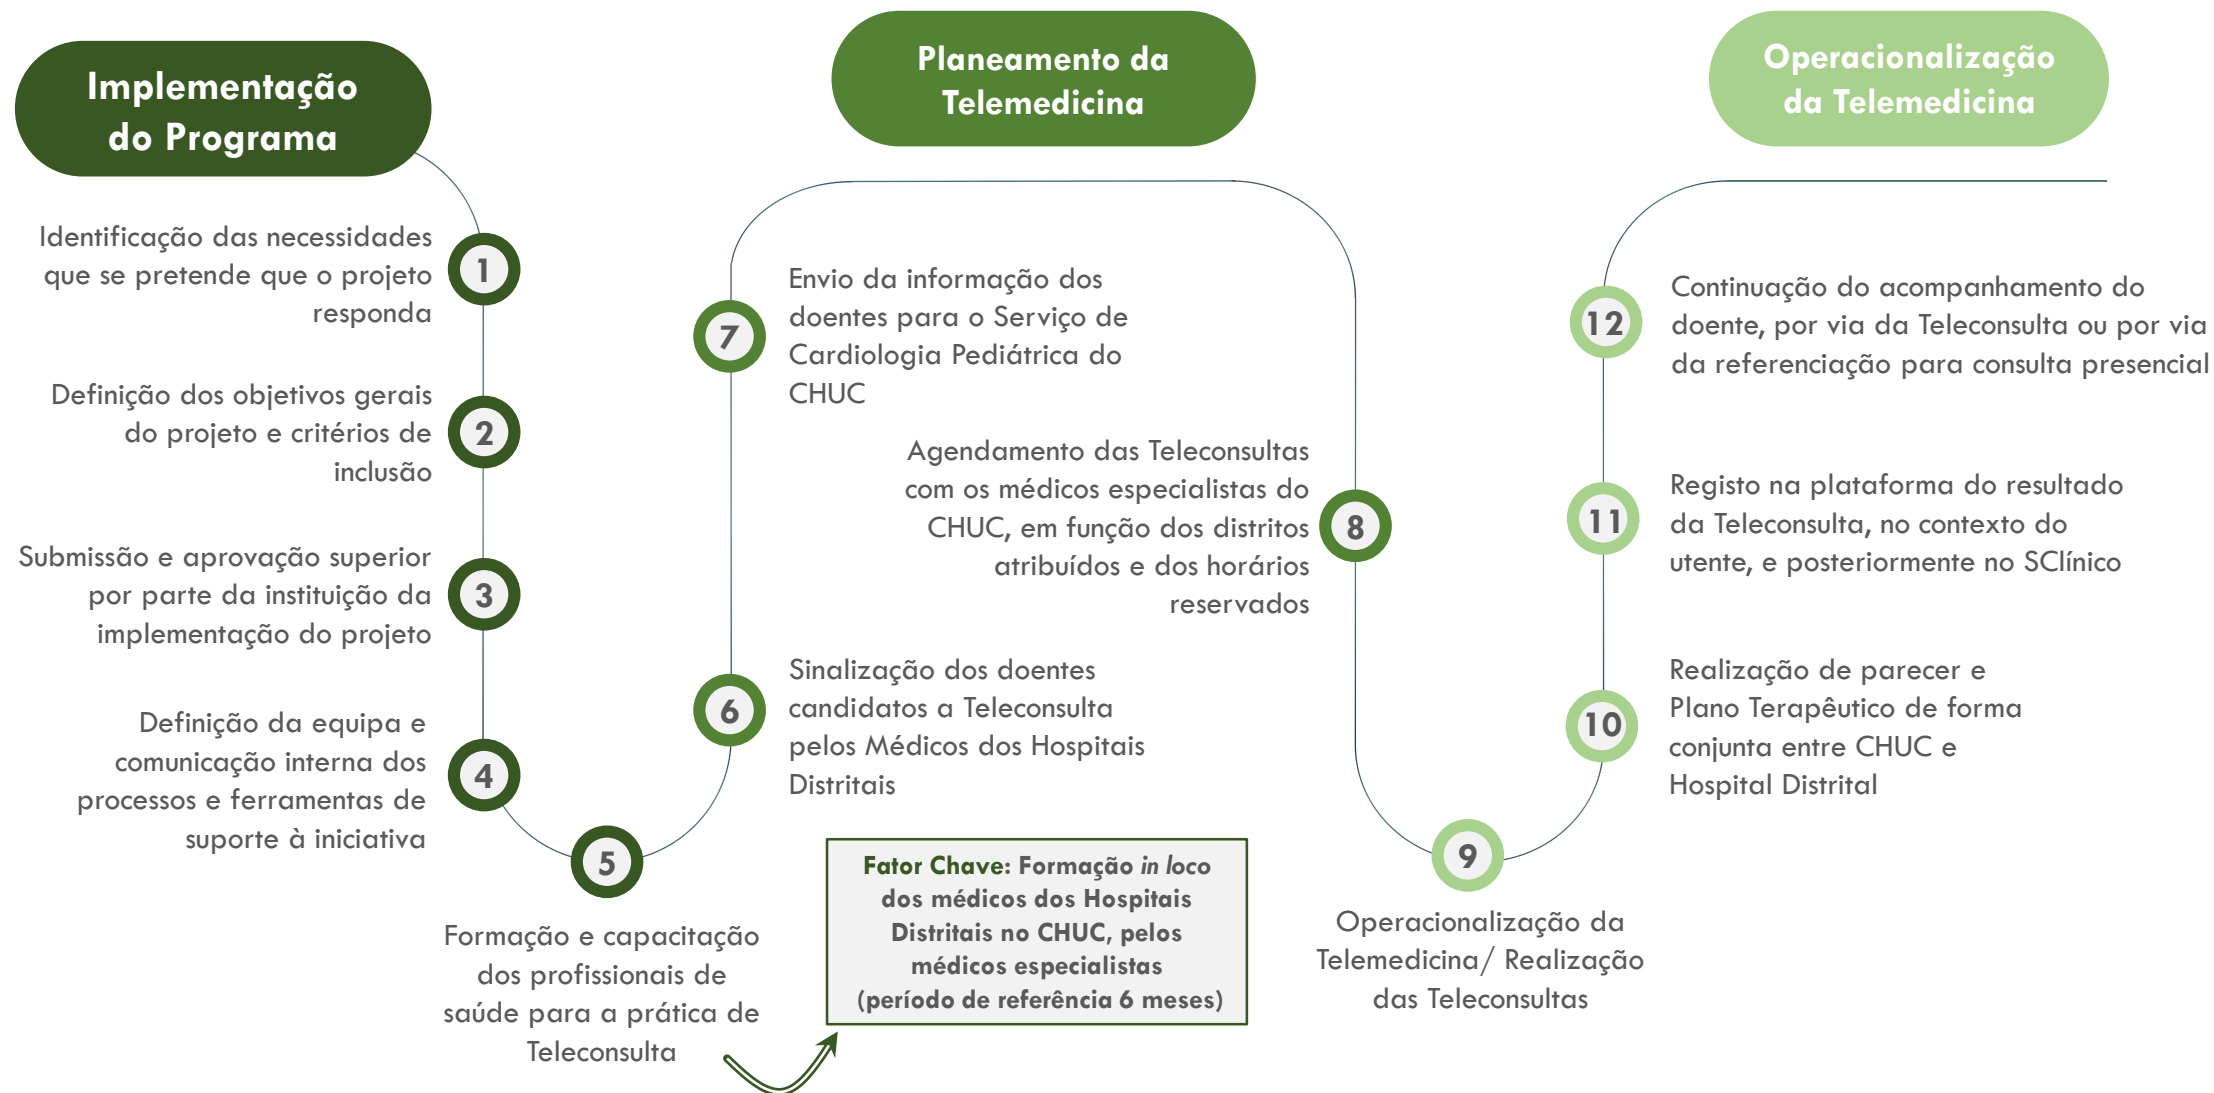 Implementação
do Programa
1
Identificação das necessidades
que se pretende que o projeto
responda
2
Definição dos objetivos gerais
do projeto e critérios de
inclusão
3
Submissão e aprovação superior
por parte da instituição da
implementação do projeto
4
Definição da equipa e
comunicação interna dos
processos e ferramentas de
suporte à iniciativa
5
Formação e capacitação
dos profissionais de
saúde para a prática de
Teleconsulta
Fator Chave: Formação in loco
dos médicos dos Hospitais
Distritais no CHUC, pelos
médicos especialistas
(período de referência 6 meses)
Planeamento da
Telemedicina
6
Sinalização dos doentes
candidatos a Teleconsulta
pelos Médicos dos Hospitais
Distritais
7
Envio da informação dos
doentes para o Serviço de
Cardiologia Pediátrica do
CHUC
8
Agendamento das Teleconsultas
com os médicos especialistas do
CHUC, em função dos distritos
atribuídos e dos horários
reservados
Operacionalização
da Telemedicina
9
Operacionalização da
Telemedicina/ Realização
das Teleconsultas
10
Realização de parecer e
Plano Terapêutico de forma
conjunta entre CHUC e
Hospital Distrital
11
Registo na plataforma do resultado
da Teleconsulta, no contexto do
utente, e posteriormente no SClínico
12
Continuação do acompanhamento do
doente, por via da Teleconsulta ou por via
da referenciação para consulta presencial